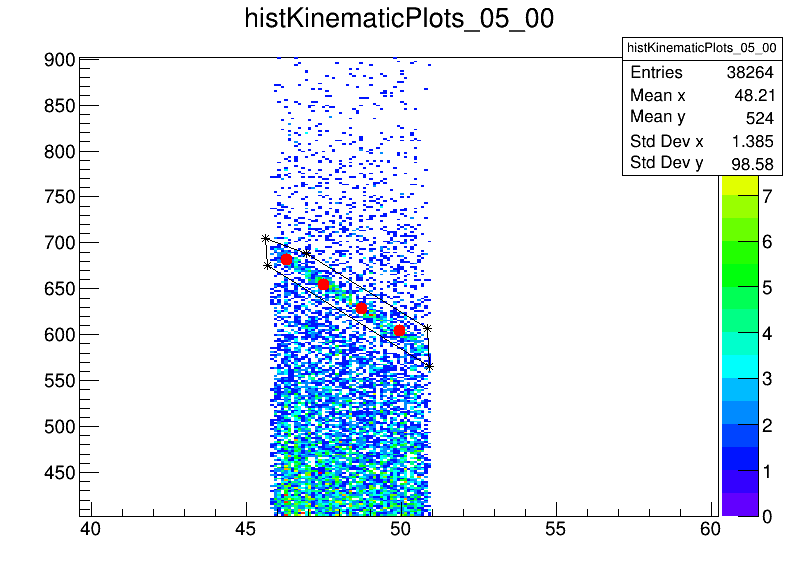 histKinematicPlots_05_00
histKinematicPlots_05_00
Entries 38264
Mean x 48.21
Mean y 524
Std Dev x 1.385
Std Dev y 98.58
900
850
800
750
700
650
600
550
500
450
7
6
5
4
3
2
1
0
40 45 50 55 60